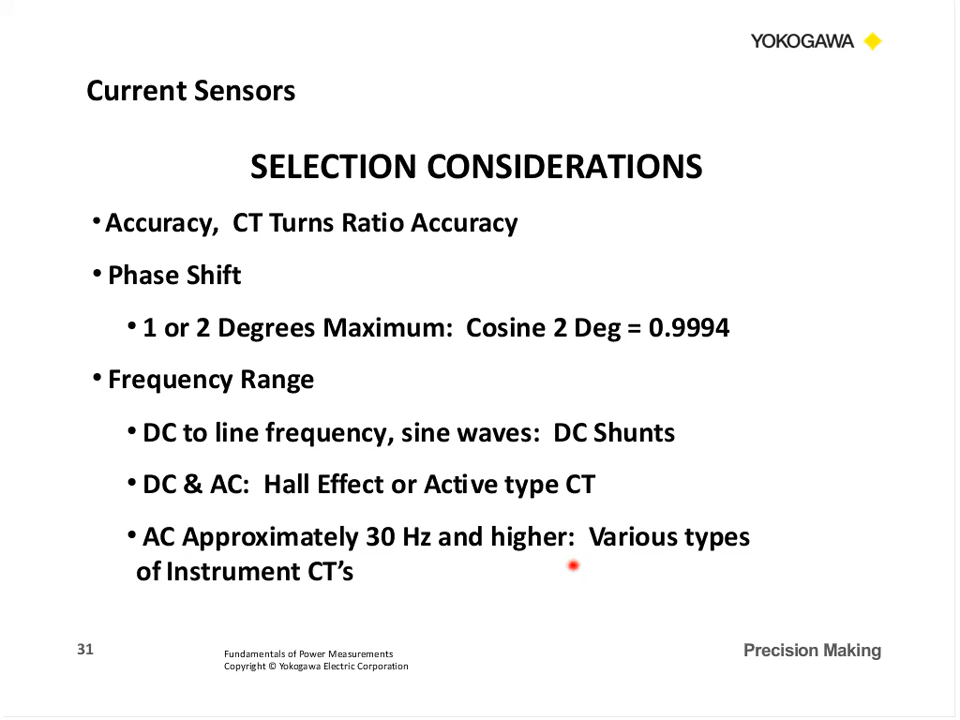 YOKOGAWA
Current Sensors
SELECTION CONSIDERATIONS
• Accuracy,  CT Turns Ratio Accuracy
• Phase Shift
• 1 or 2 Degrees Maximum:  Cosine 2 Deg = 0.9994
• Frequency Range
• DC to line frequency, sine waves:  DC Shunts
• DC & AC:  Hall Effect or Active type CT
• AC Approximately 30 Hz and higher:  Various types
of Instrument CT’s
31
Fundamentals of Power Measurements
Copyright © Yokogawa Electric Corporation
Precision Making